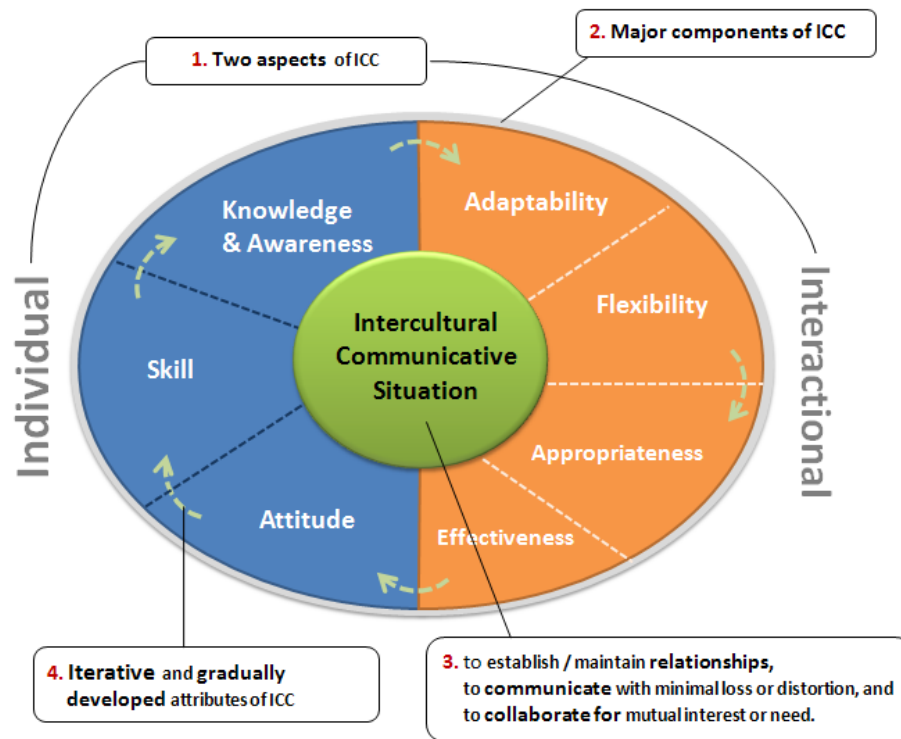 1. Two aspects of ICC
2. Major components of ICC
Individual
Interactional
Knowledge
& Awareness
Adaptability
Flexibility
Skill
Intercultural
Communicative
Situation
Appropriateness
Attitude
Effectiveness
4. Iterative and gradually
developed attributes of ICC
3. to establish / maintain relationships,
to communicate with minimal loss or distortion, and
to collaborate for mutual interest or need.